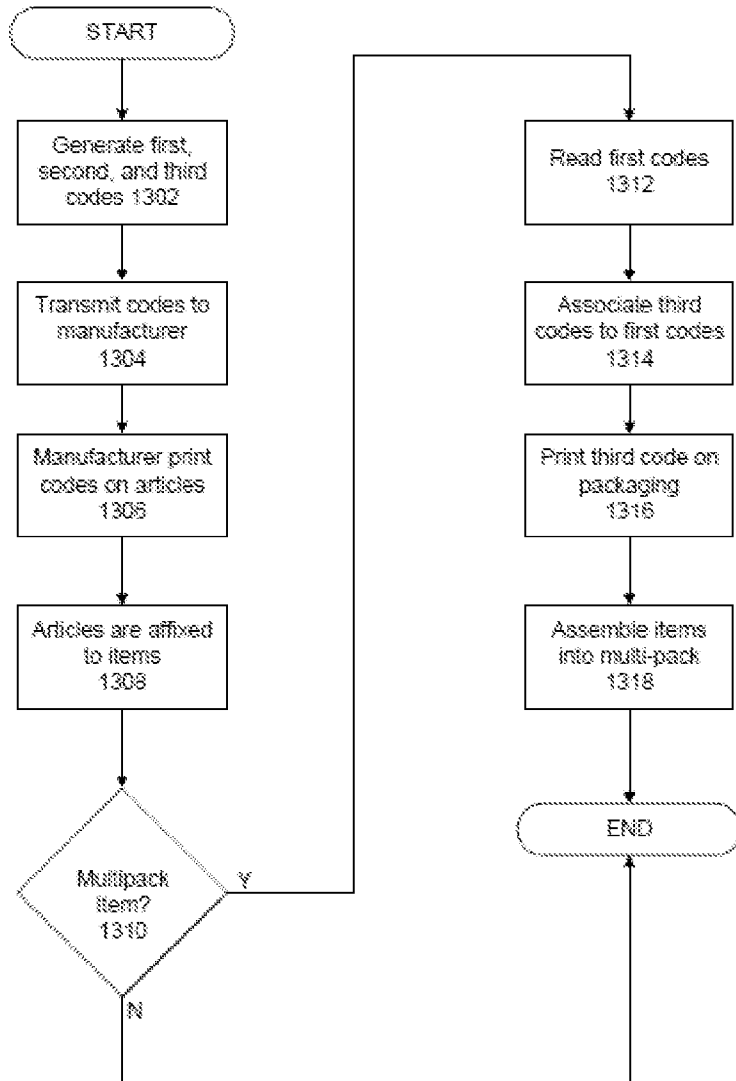 START
Generate first,
second, and third
codes 1302
Transmit codes to
manufacturer
1304
Manufacturer print
codes on articles
1306
Articles are affixed
to items
1308
Multipack
Item?
1310
Y
N
Read first codes
1312
Associate third
codes to first codes
1314
Print third code on
packaging
1316
Assemble items
into multi-pack
1318
END